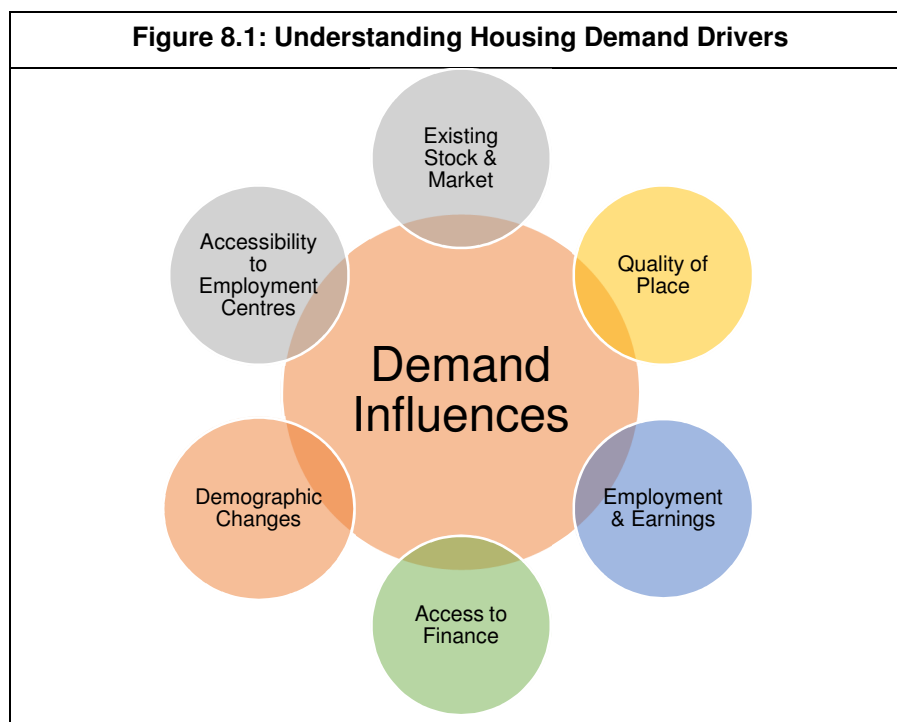 Figure 8.1: Understanding Housing Demand Drivers
Existing
Stock &
Market
Quality of
Place
Employment
& Earnings
Access to
Finance
Demographic
Changes
Accessibility
to
Employment
Centres
Demand
Influences